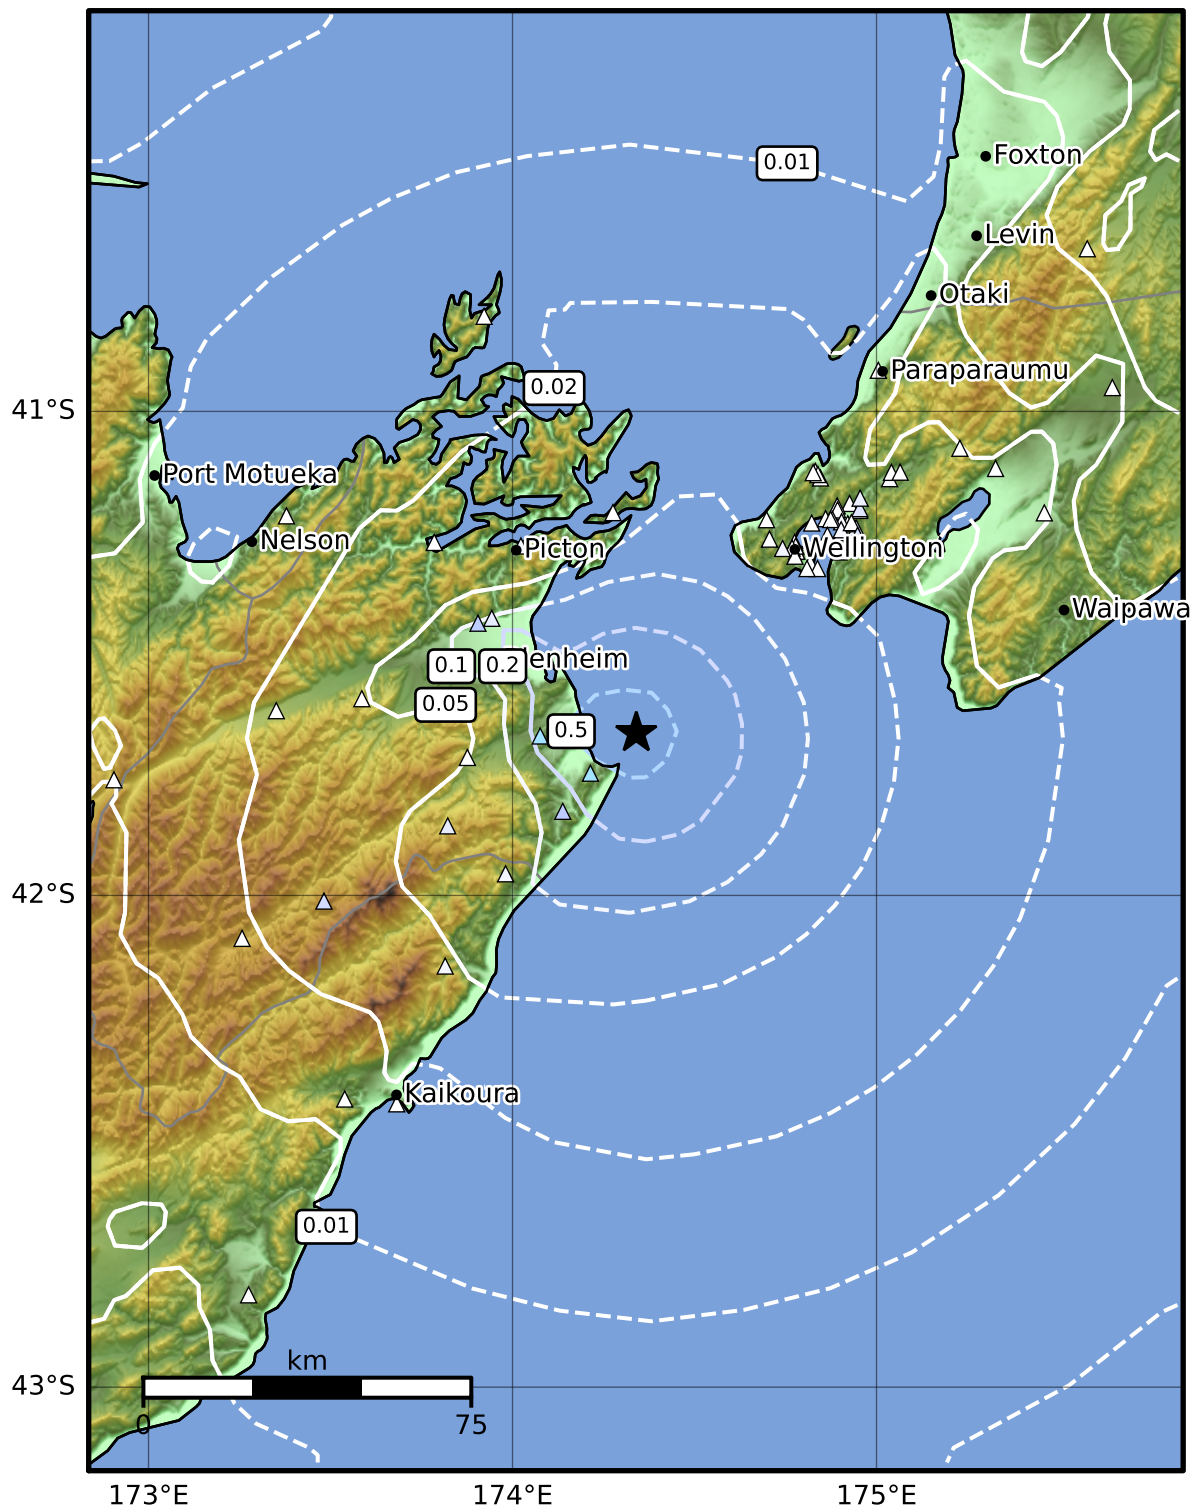 0.01
Foxton
Levin
Otaki
Paraparaumu
0.02
41°S
Port Motueka
Nelson
Picton
Wellington
Waipawa
0.1
0.2
lenheim
0.05
0.5
42°S
Kaikoura
0.01
km
43°S
0
75
173°E
174°E
175°E